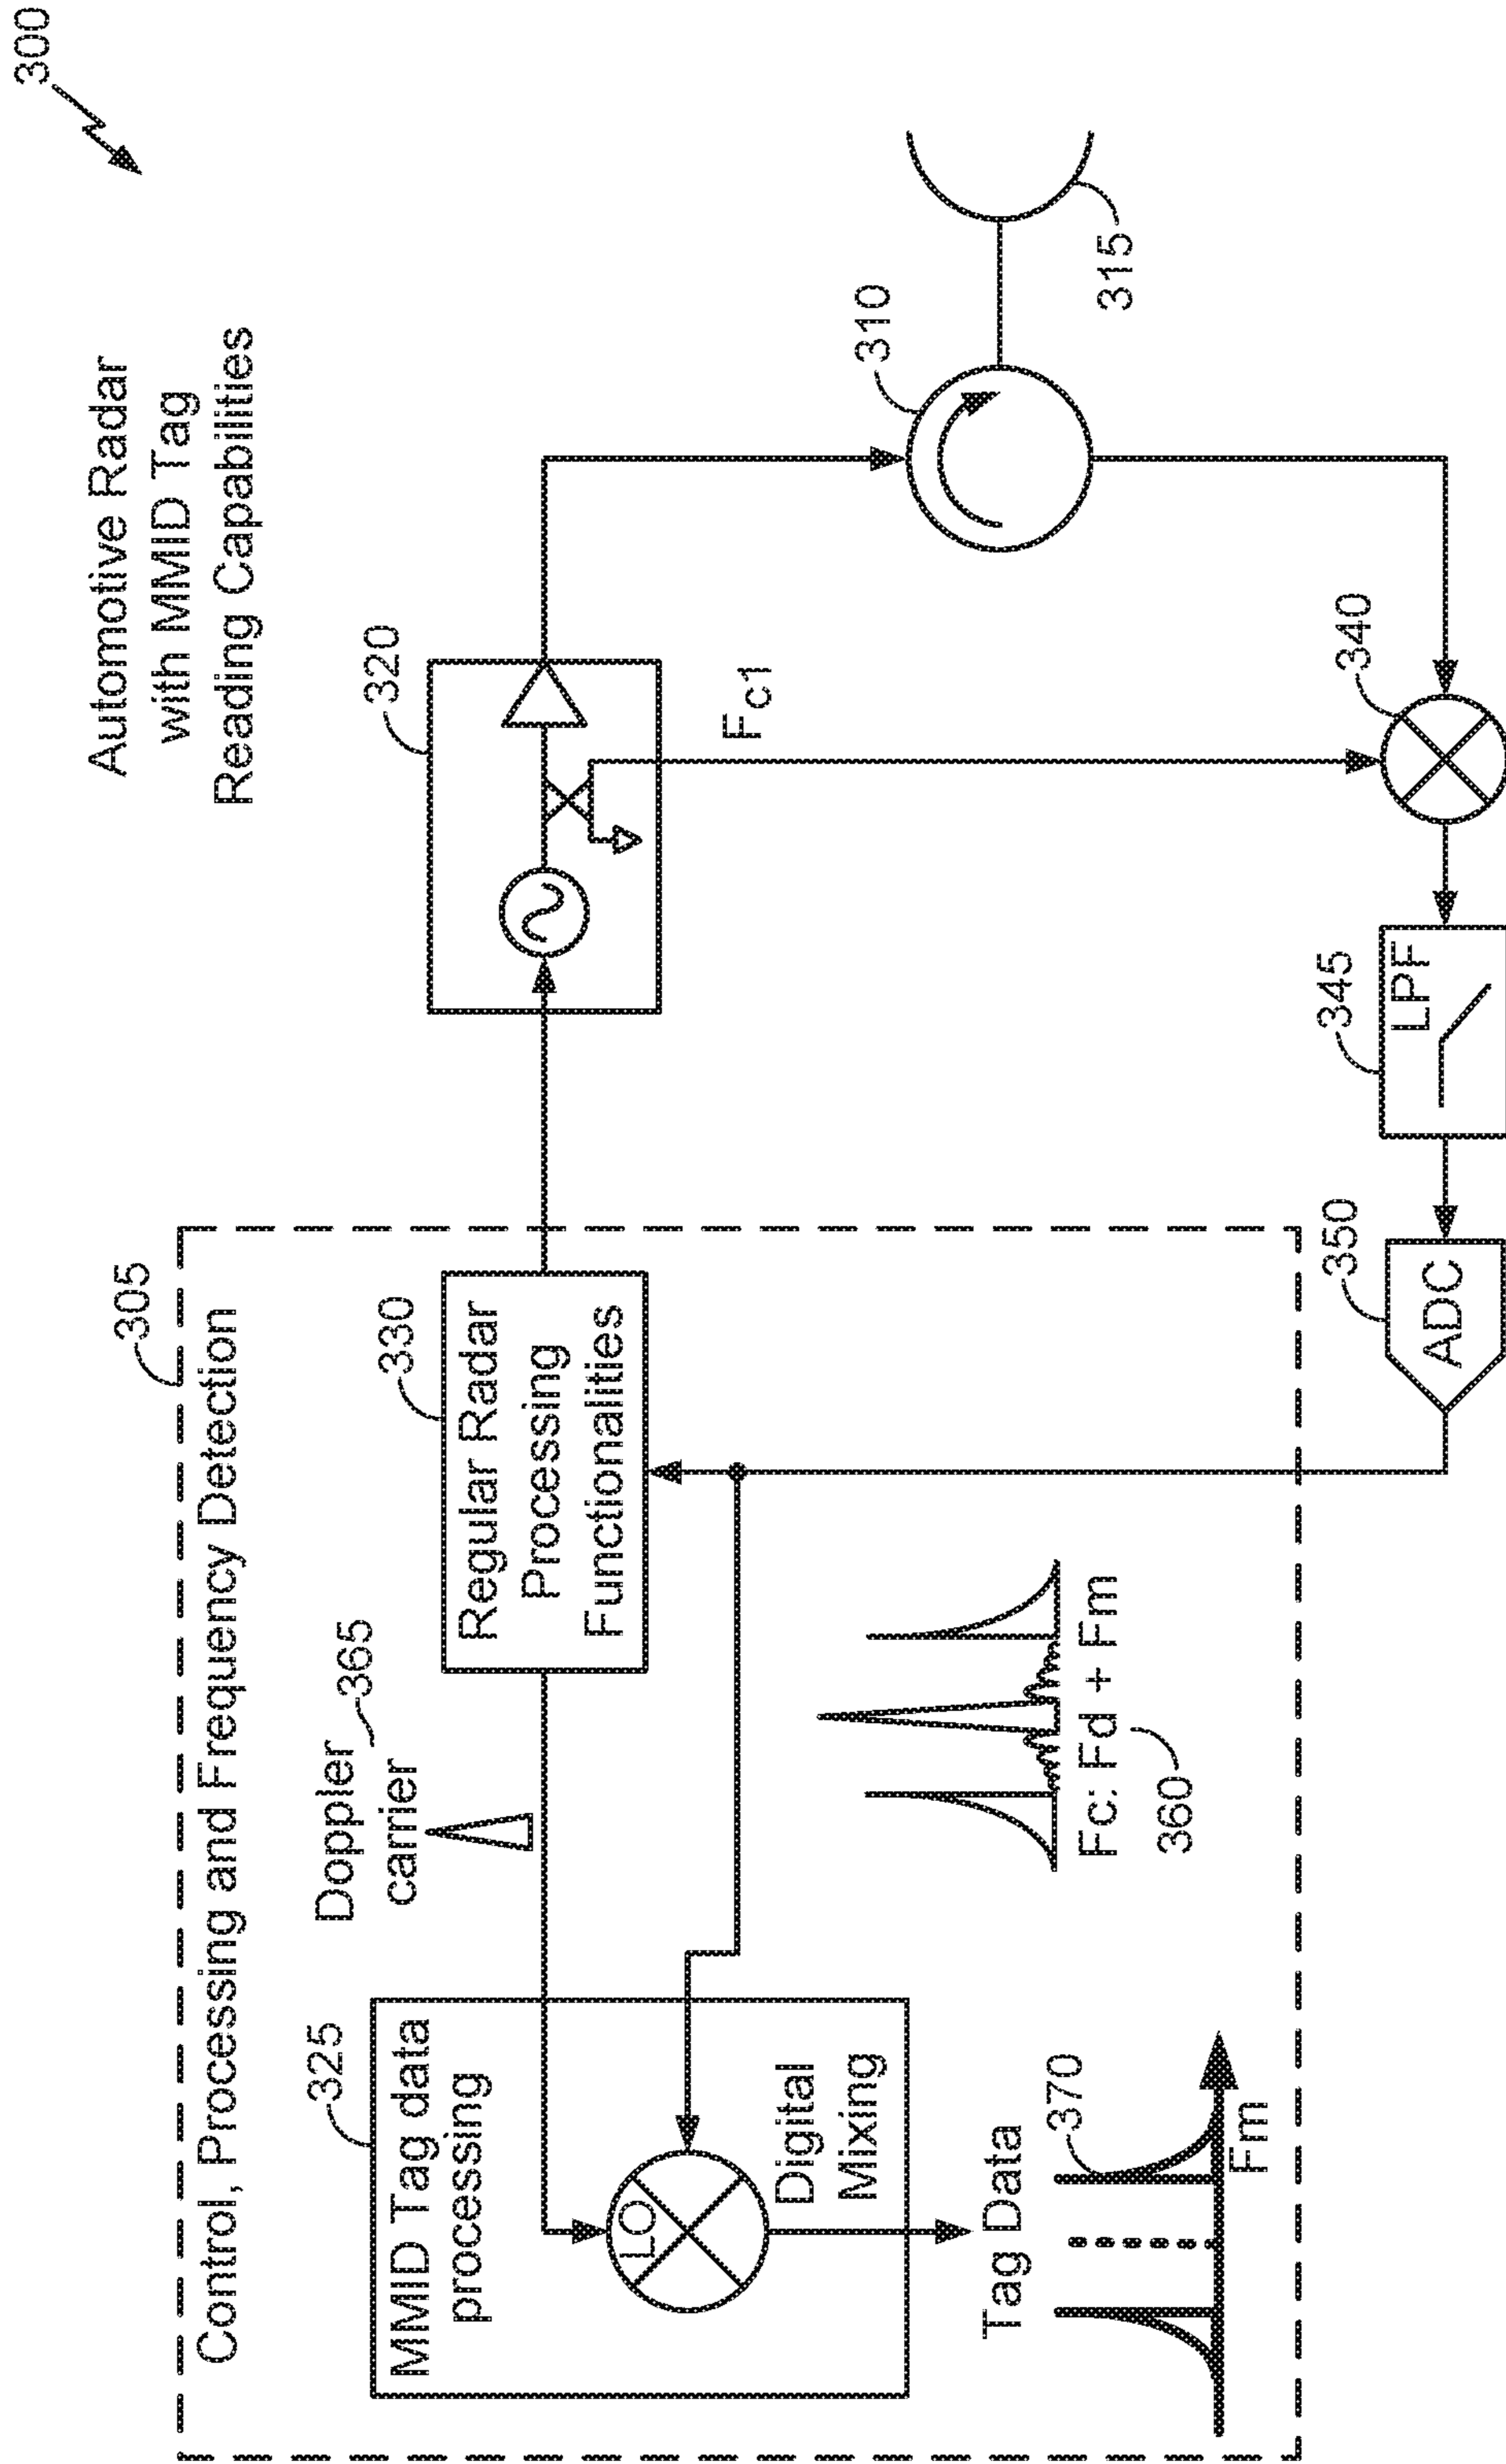 300
Automotive Radar
with MMID Tag
Reading Capabilities
305
Control, Processing and Frequency Detection
325
MMID Tag data
processing
LO
Digital
Mixing
Doppler
carrier
365
330
Regular Radar
Processing
Functionalities
320
Fc1
310
315
340
345
LPF
350
ADC
Fc: Fd + Fm
360
Tag Data
370
Fm